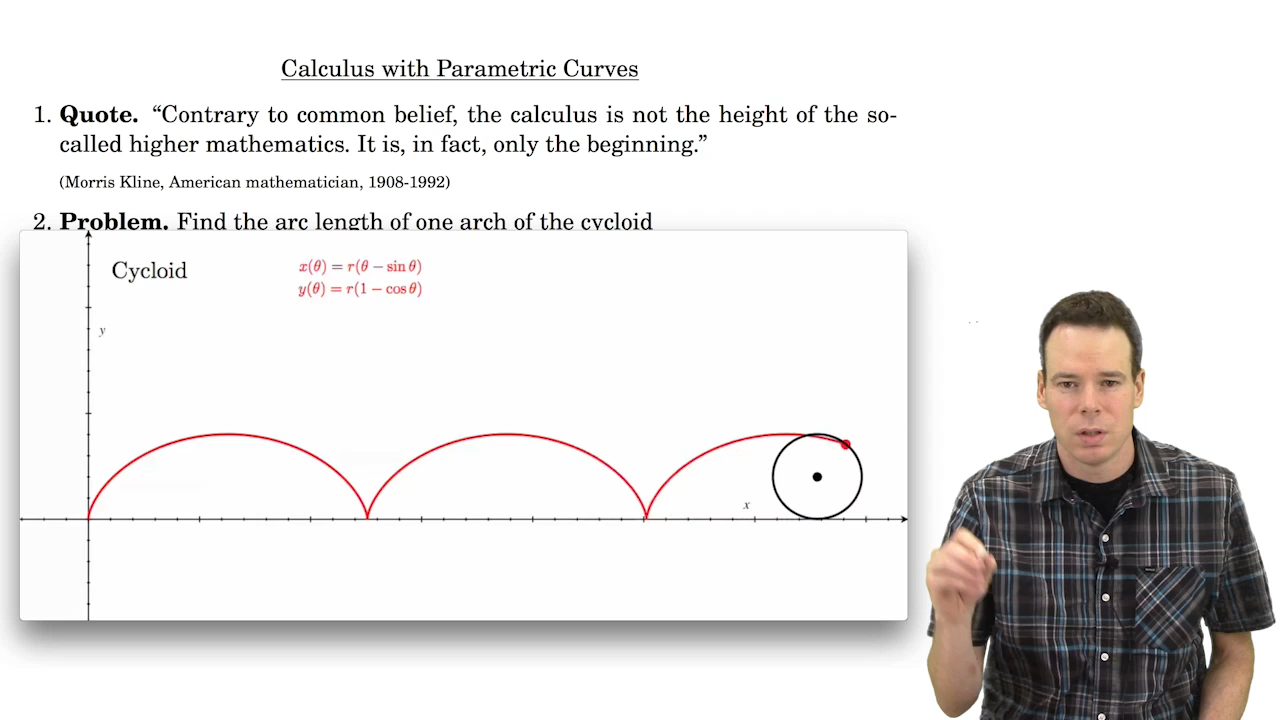 Calculus with Parametric Curves
1. Quote. “Contrary to common belief, the calculus is not the height of the so-
called higher mathematics. It is, in fact, only the beginning.”
(Morris Kline, American mathematician, 1908-1992)
2. Problem. Find the arc length of one arch of the cycloid
Cycloid
x(θ) = r(θ − sin θ)
y(θ) = r(1 − cos θ)
y
x